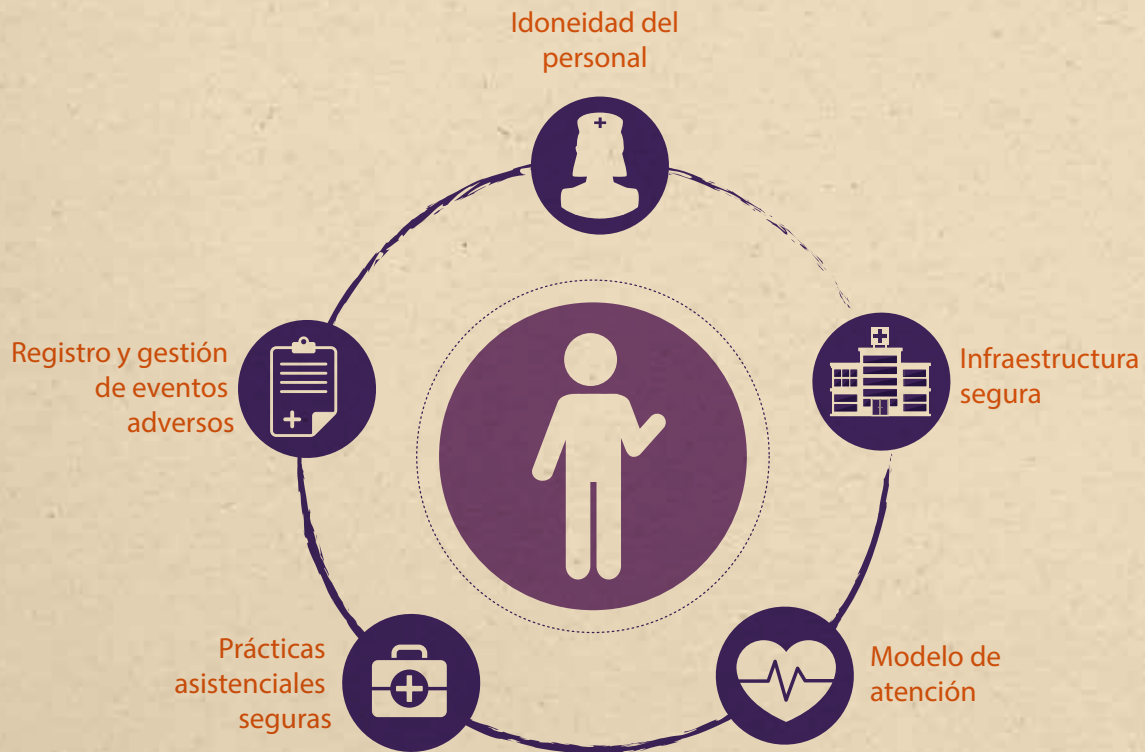 Idoneidad del
personal
Infraestructura
segura
Modelo de
atención
Prácticas
asistenciales
seguras
Registro y gestión
de eventos
adversos